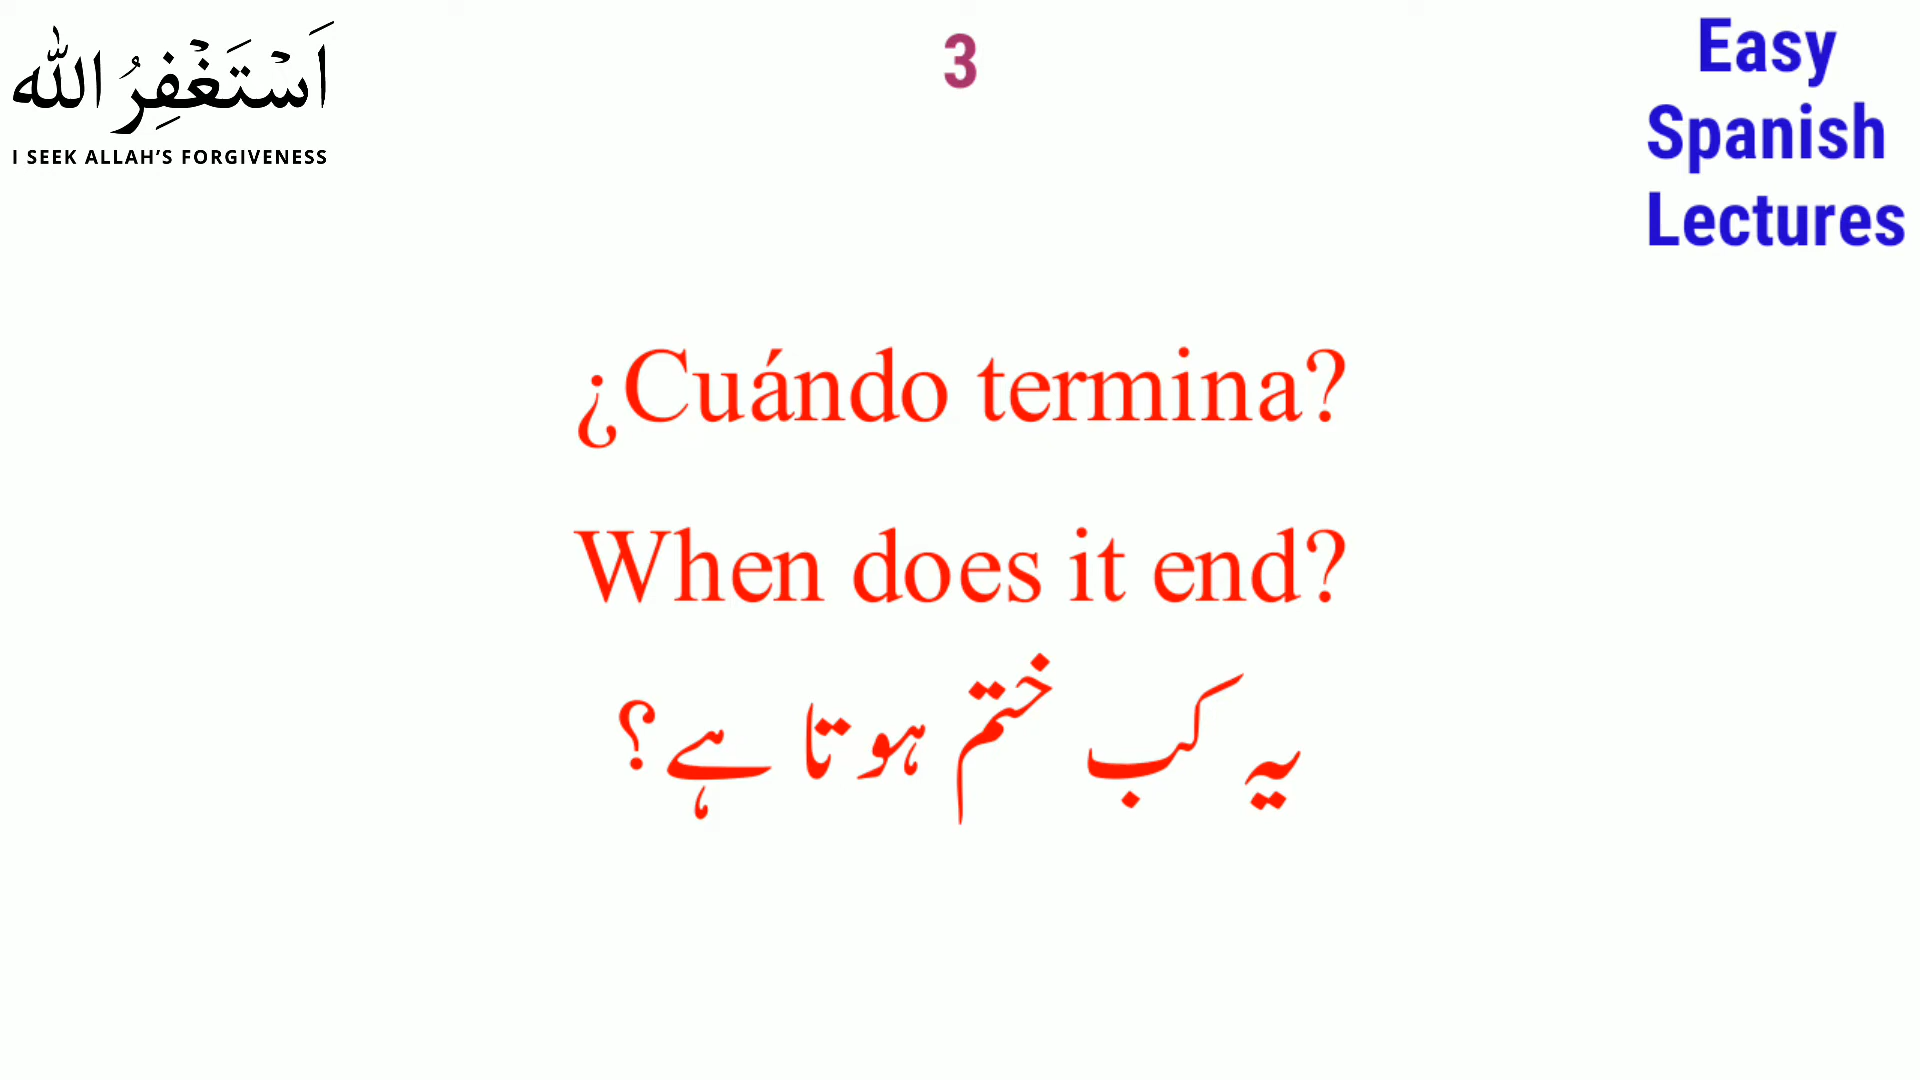 اَسْتَغْفِرُ اللّٰه
I SEEK ALLAH’S FORGIVENESS
3
Easy
Spanish
Lectures
¿Cuándo termina?
When does it end?
یہ کب ختم ہوتا ہے؟